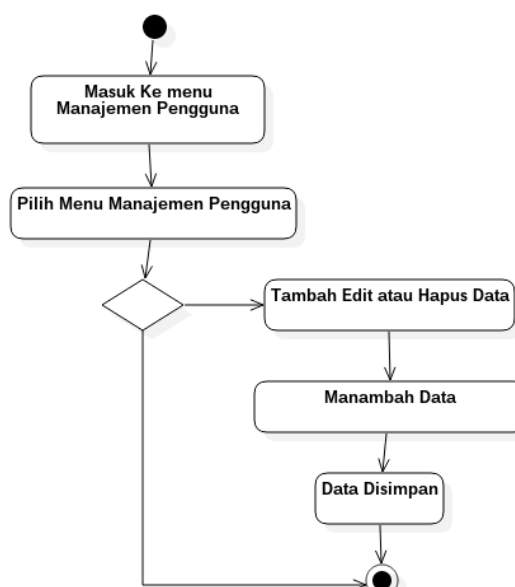 Masuk Ke menu
Manajemen Pengguna
Pilih Menu Manajemen Pengguna
Tambah Edit atau Hapus Data
Manambah Data
Data Disimpan